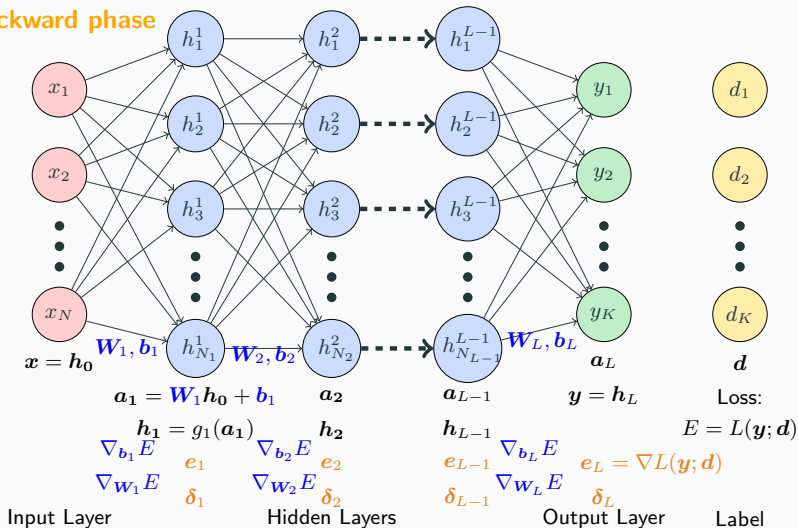 ckward phase
h_1^1 h_1^2 h_1^{L-1}
x_1 y_1 d_1
h_2^1 h_2^2 h_2^{L-1}
x_2 y_2 d_2
h_3^1 h_3^2 h_3^{L-1}
x_N y_K d_K
h_{N_1}^1 h_{N_2}^2 h_{N_{L-1}}^{L-1}
W_1, b_1 W_2, b_2 W_L, b_L
x = h_0 a_L d
a_1 = W_1h_0 + b_1 a_2 a_{L-1} y = h_L Loss:
h_1 = g_1(a_1) h_2 h_{L-1} E = L(y; d)
∇_{b_1}E ∇_{b_2}E ∇_{b_L}E
e_1 e_2 e_{L-1} e_L = ∇L(y; d)
∇_{W_1}E ∇_{W_2}E ∇_{W_L}E
δ_1 δ_2 δ_{L-1} δ_L
Input Layer Hidden Layers Output Layer Label